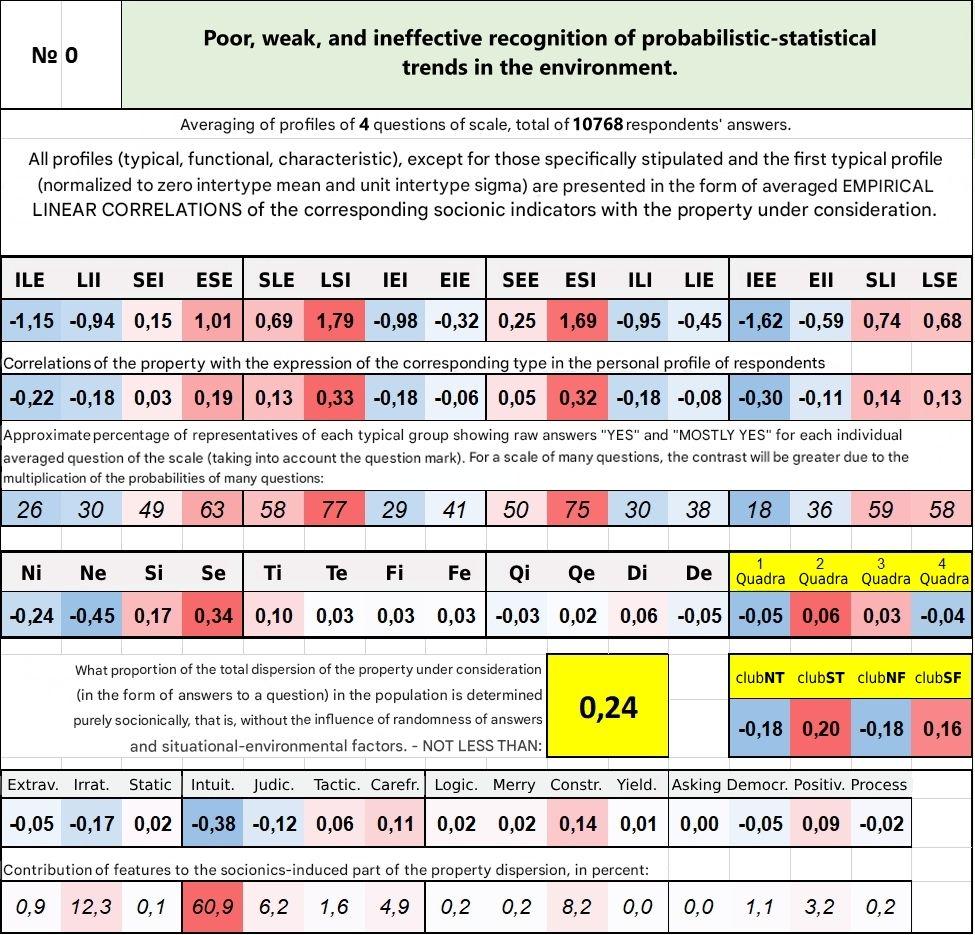 № 0
Poor, weak, and ineffective recognition of probabilistic-statistical
trends in the environment.
Averaging of profiles of 4 questions of scale, total of 10768 respondents' answers.
All profiles (typical, functional, characteristic), except for those specifically stipulated and the first typical profile
(normalized to zero intertype mean and unit intertype sigma) are presented in the form of averaged EMPIRICAL
LINEAR CORRELATIONS of the corresponding socionic indicators with the property under consideration.
ILE LII SEI ESE SLE LSI IEI EIE SEE ESI ILI LIE IEE EII SLI LSE
-1,15 -0,94 0,15 1,01 0,69 1,79 -0,98 -0,32 0,25 1,69 -0,95 -0,45 -1,62 -0,59 0,74 0,68
Correlations of the property with the expression of the corresponding type in the personal profile of respondents
-0,22 -0,18 0,03 0,19 0,13 0,33 -0,18 -0,06 0,05 0,32 -0,18 -0,08 -0,30 -0,11 0,14 0,13
Approximate percentage of representatives of each typical group showing raw answers "YES" and "MOSTLY YES" for each individual
averaged question of the scale (taking into account the question mark). For a scale of many questions, the contrast will be greater due to the
multiplication of the probabilities of many questions:
26 30 49 63 58 77 29 41 50 75 30 38 18 36 59 58
Ni Ne Si Se Ti Te Fi Fe Qi Qe Di De 1 Quadra 2 Quadra 3 Quadra 4 Quadra
-0,24 -0,45 0,17 0,34 0,10 0,03 0,03 0,03 -0,03 0,02 0,06 -0,05 -0,05 0,06 0,03 -0,04
What proportion of the total dispersion of the property under consideration
(in the form of answers to a question) in the population is determined
purely socionically, that is, without the influence of randomness of answers
and situational-environmental factors. - NOT LESS THAN:
0,24
clubNT clubST clubNF clubSF
-0,18 0,20 -0,18 0,16
Extrav. Irrat. Static Intuit. Judic. Tactic. Carefr. Logic. Merry Constr. Yield. Asking Democr. Positiv. Process
-0,05 -0,17 0,02 -0,38 -0,12 0,06 0,11 0,02 0,02 0,14 0,01 0,00 -0,05 0,09 -0,02
Contribution of features to the socionics-induced part of the property dispersion, in percent:
0,9 12,3 0,1 60,9 6,2 1,6 4,9 0,2 0,2 8,2 0,0 0,0 1,1 3,2 0,2